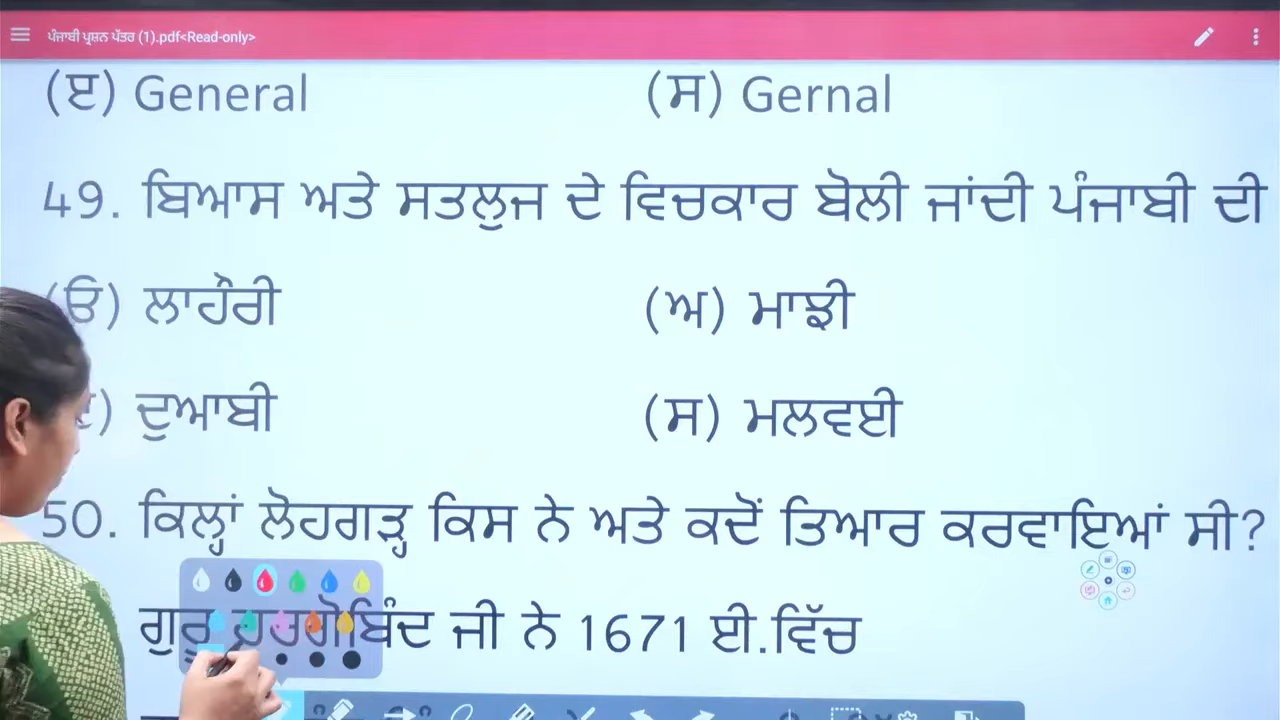 ਪੰਜਾਬੀ ਪ੍ਰਸ਼ਨ ਪੱਤਰ (1).pdf<Read-only>
(ੲ) General (ਸ) Gernal
49. ਬਿਆਸ ਅਤੇ ਸਤਲੁਜ ਦੇ ਵਿਚਕਾਰ ਬੋਲੀ ਜਾਂਦੀ ਪੰਜਾਬੀ ਦੀ
(ੳ) ਲਾਹੌਰੀ (ਅ) ਮਾਝੀ
ਦੁਆਬੀ (ਸ) ਮਲਵਈ
50. ਕਿਲ੍ਹਾਂ ਲੋਹਗੜ੍ਹ ਕਿਸ ਨੇ ਅਤੇ ਕਦੋਂ ਤਿਆਰ ਕਰਵਾਇਆਂ ਸੀ?
ਗੁਰੂ ਹਰਗੋਬਿੰਦ ਜੀ ਨੇ 1671 ਈ.ਵਿੱਚ